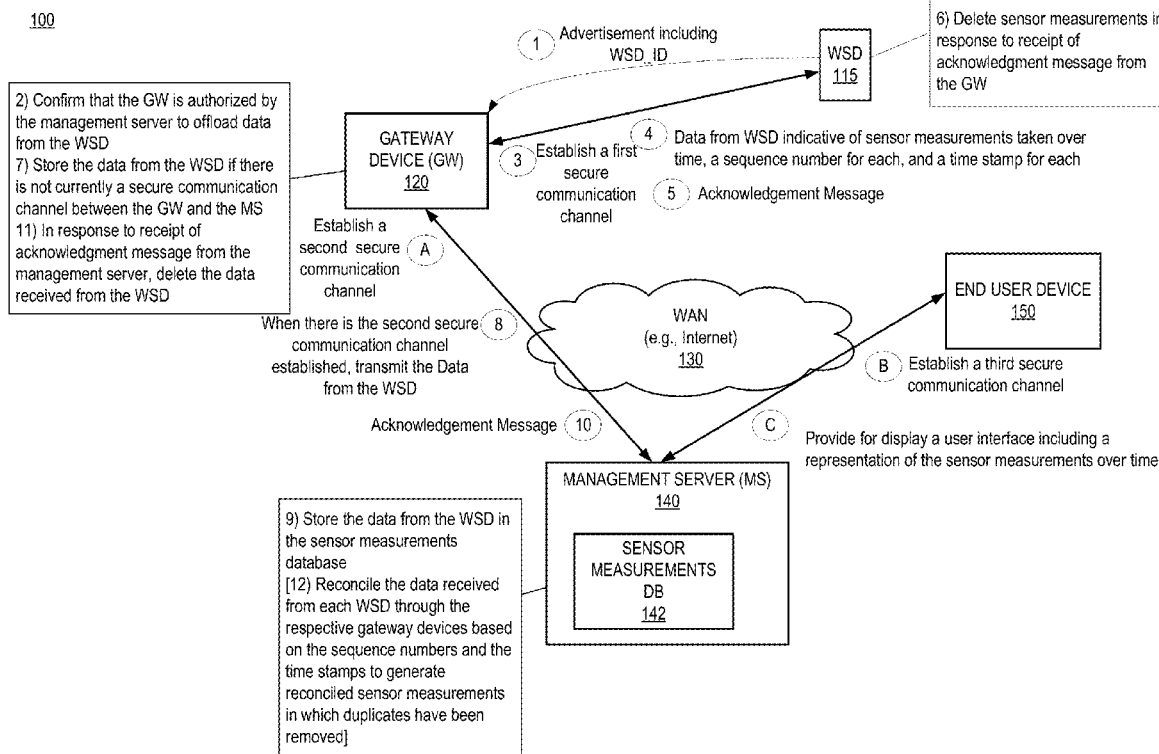 100
1
Advertisement including
WSD_ID
WSD
115
6) Delete sensor measurements in
response to receipt of
acknowledgment message from
the GW
2) Confirm that the GW is authorized by
the management server to offload data
from the WSD
7) Store the data from the WSD if there
is not currently a secure communication
channel between the GW and the MS
11) In response to receipt of
acknowledgment message from the
management server, delete the data
received from the WSD
GATEWAY
DEVICE (GW)
120
3
Establish a first
secure
communication
channel
4
Data from WSD indicative of sensor measurements taken over
time, a sequence number for each, and a time stamp for each
5
Acknowledgement Message
Establish a
second secure
communication
channel
A
When there is the second secure
communication channel
established, transmit the Data
from the WSD
8
WAN
(e.g., Internet)
130
END USER DEVICE
150
B
Establish a third secure
communication channel
Acknowledgement Message
10
C
Provide for display a user interface including a
representation of the sensor measurements over time
MANAGEMENT SERVER (MS)
140
SENSOR
MEASUREMENTS
DB
142
9) Store the data from the WSD in
the sensor measurements
database
[12) Reconcile the data received
from each WSD through the
respective gateway devices based
on the sequence numbers and the
time stamps to generate
reconciled sensor measurements
in which duplicates have been
removed]